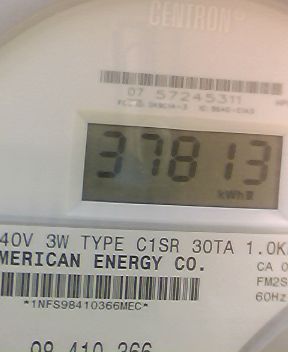 CENTRON®
07 57245311
37813
kWh
40V 3W TYPE C1SR 30TA 1.0K
MERICAN ENERGY CO.
CA 0
FM2S
60Hz
*1NFS98410366MEC*
98 410 366